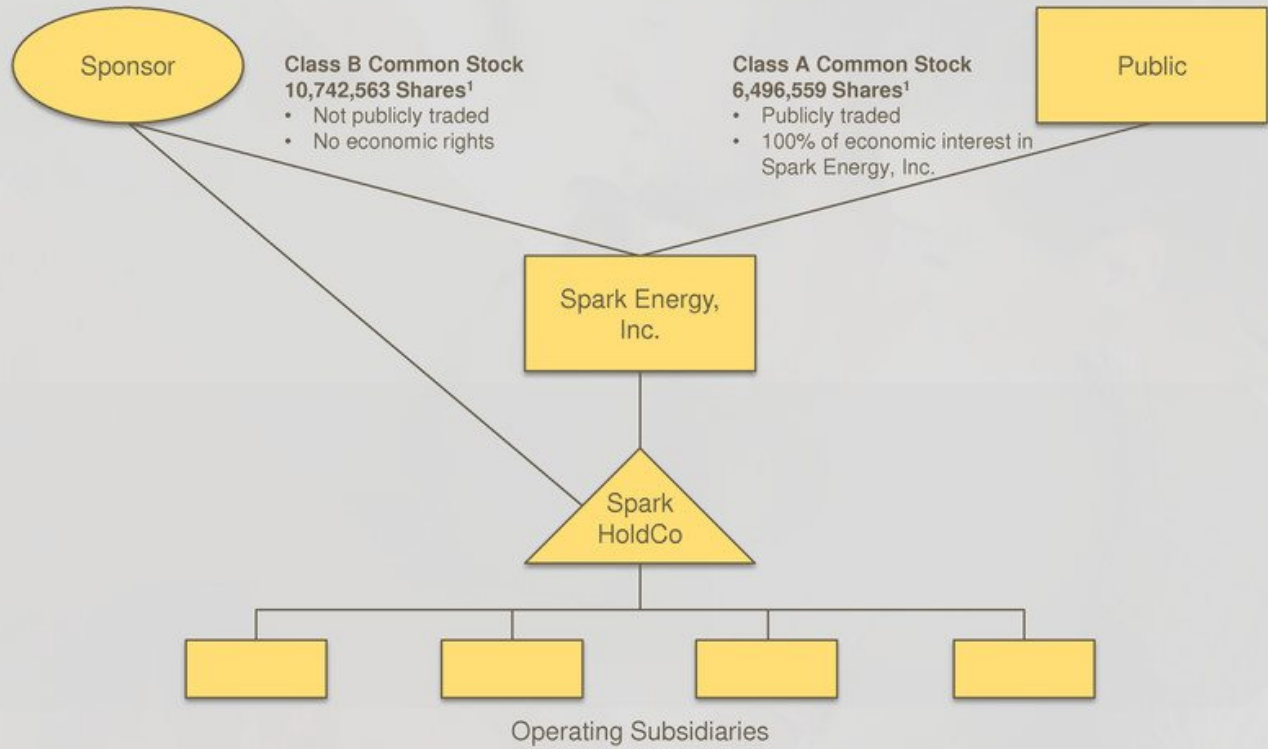 Sponsor
Class B Common Stock
10,742,563 Shares¹
• Not publicly traded
• No economic rights
Class A Common Stock
6,496,559 Shares¹
• Publicly traded
• 100% of economic interest in
Spark Energy, Inc.
Public
Spark Energy,
Inc.
Spark
HoldCo
Operating Subsidiaries